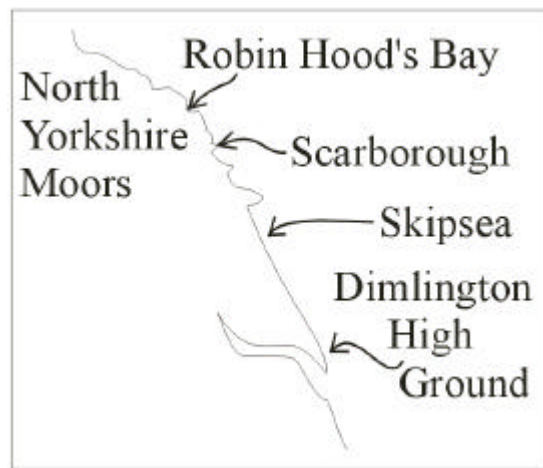 Robin Hood's Bay
North
Yorkshire
Moors
Scarborough
Skipsea
Dimlington
High
Ground